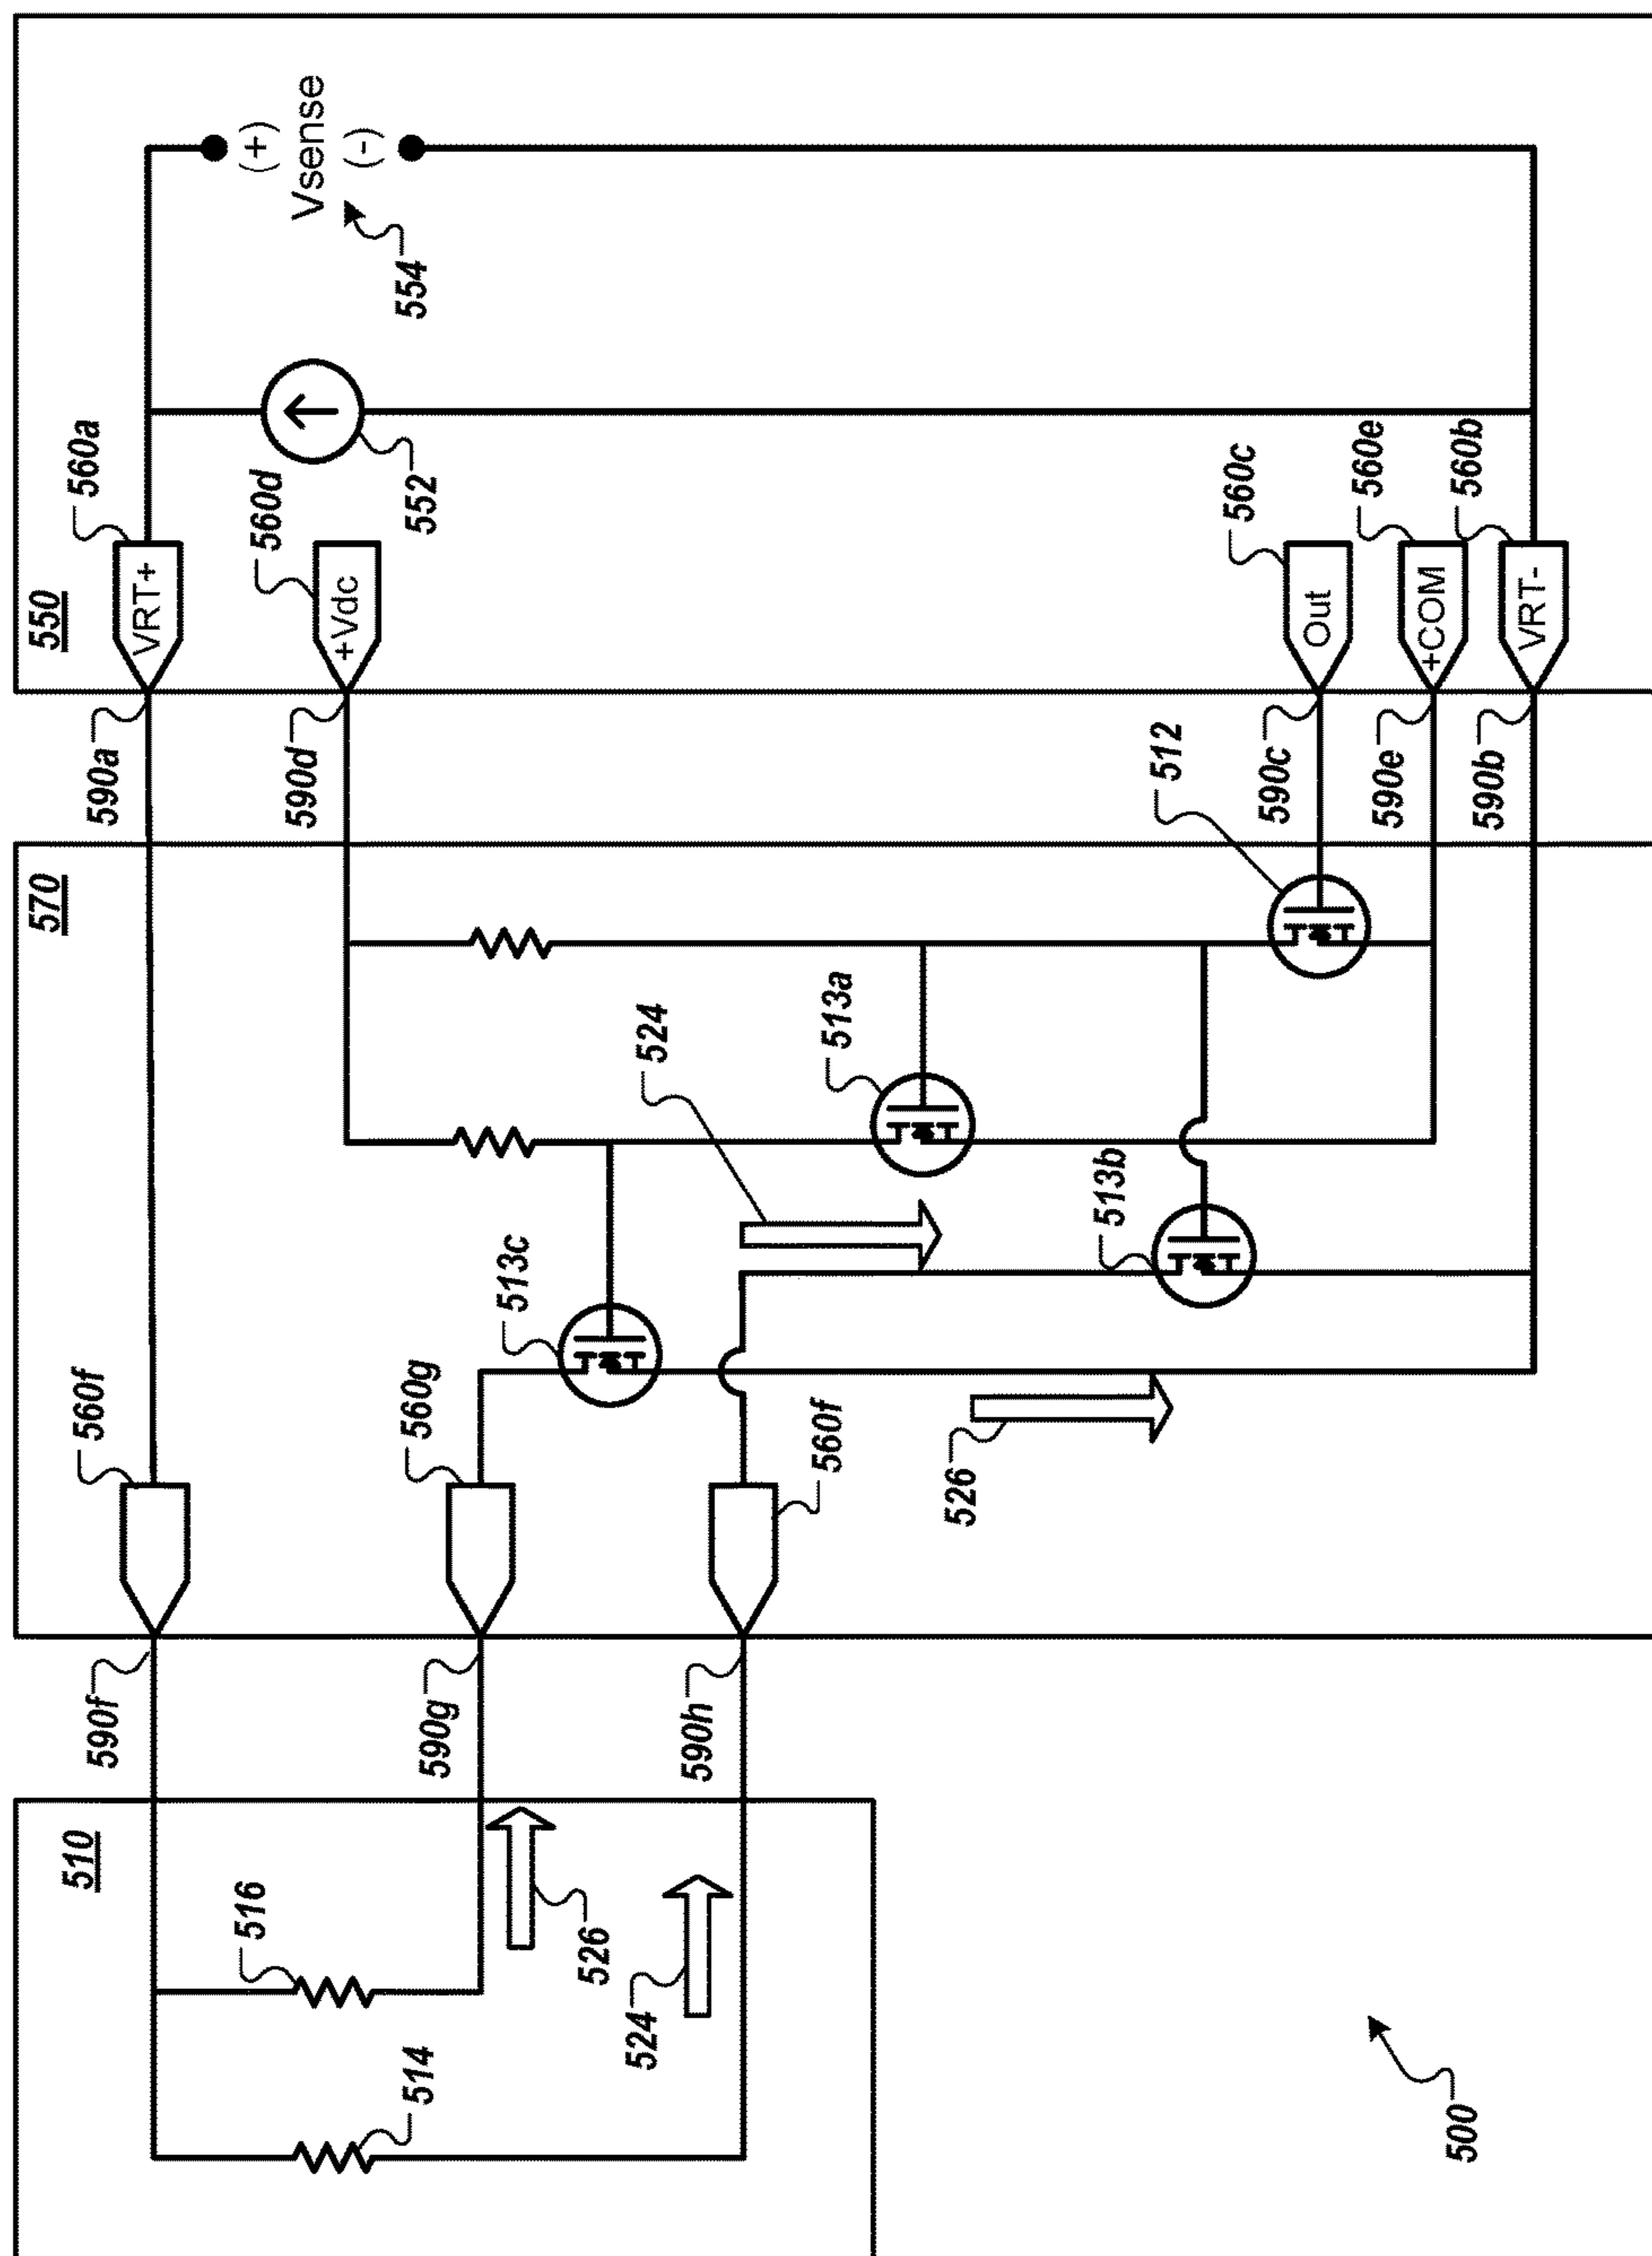 550
560a
VRT+
+Vdc
560d
552
(+)
Vsense
(-)
554
560c
Out
560e
+COM
560b
VRT-
590a
590d
590c
590e
590b
570
512
513a
524
513b
513c
526
560f
560g
560f
590f
590g
590h
510
516
526
524
514
500